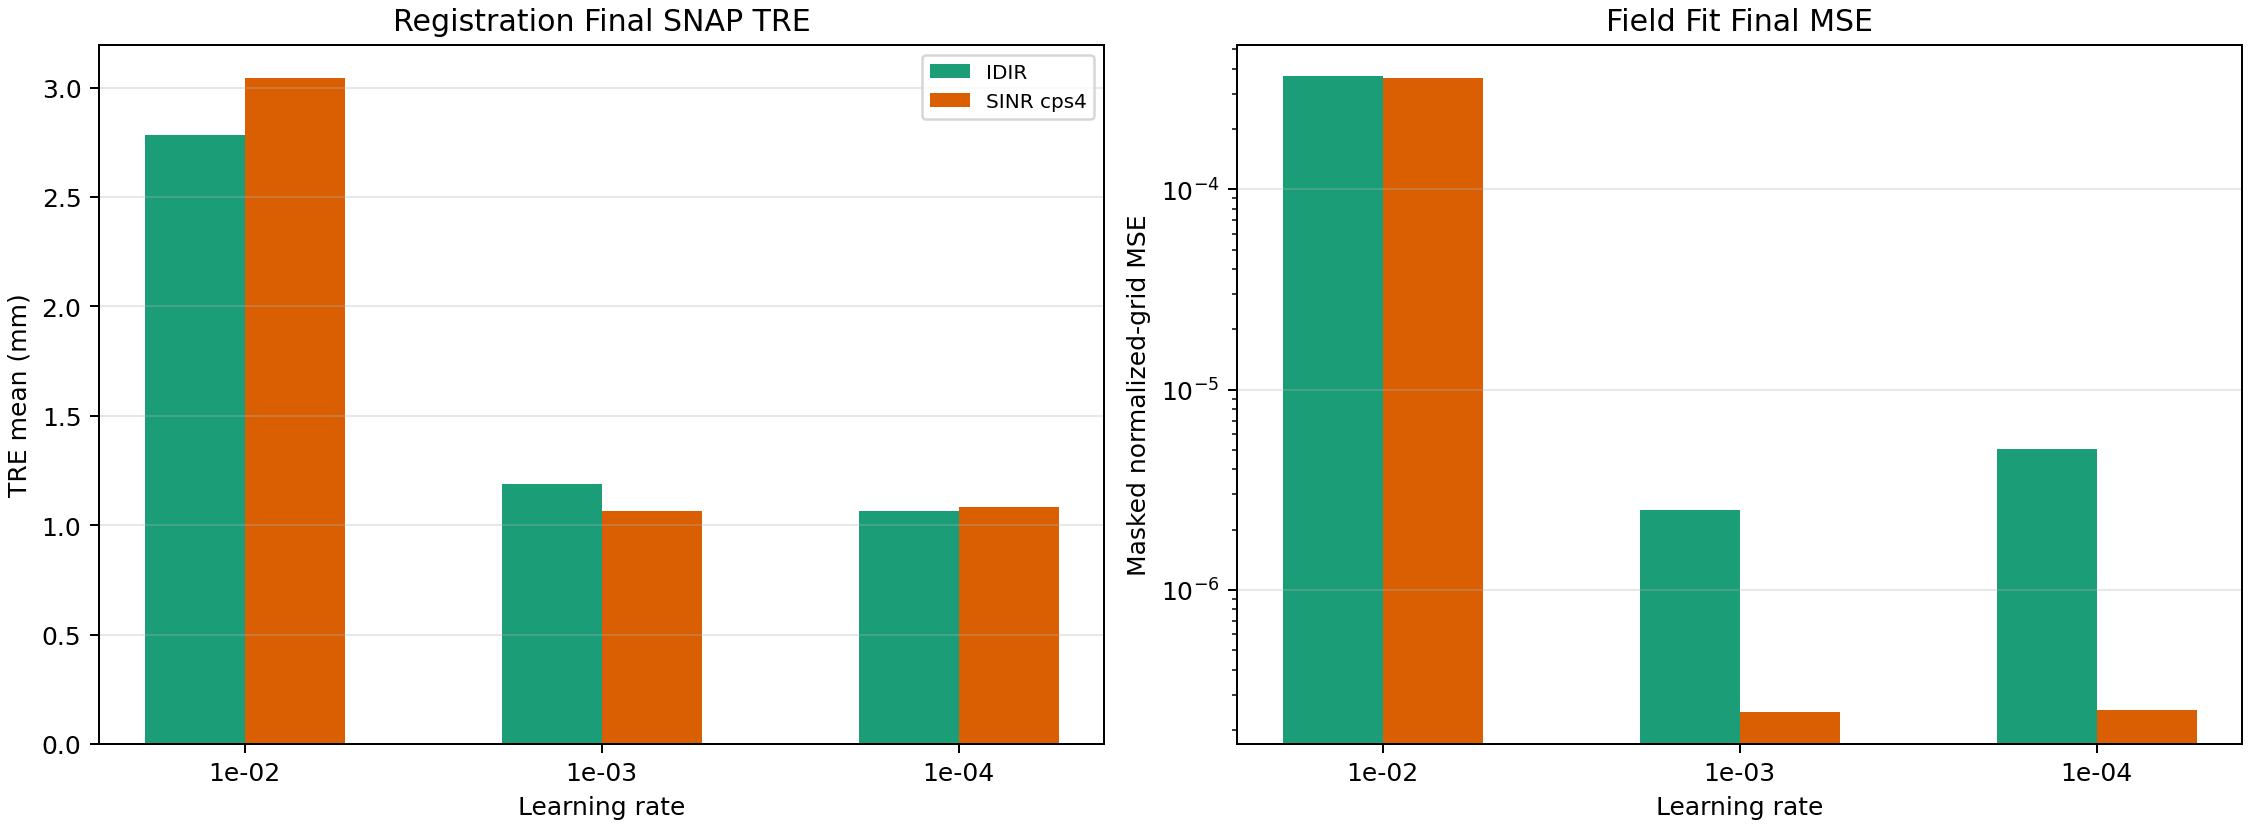 Registration Final SNAP TRE
TRE mean (mm)
3.0
2.5
2.0
1.5
1.0
0.5
0.0
IDIR
SINR cps4
1e-02
1e-03
1e-04
Learning rate
Field Fit Final MSE
Masked normalized-grid MSE
10⁻⁴
10⁻⁵
10⁻⁶
1e-02
1e-03
1e-04
Learning rate